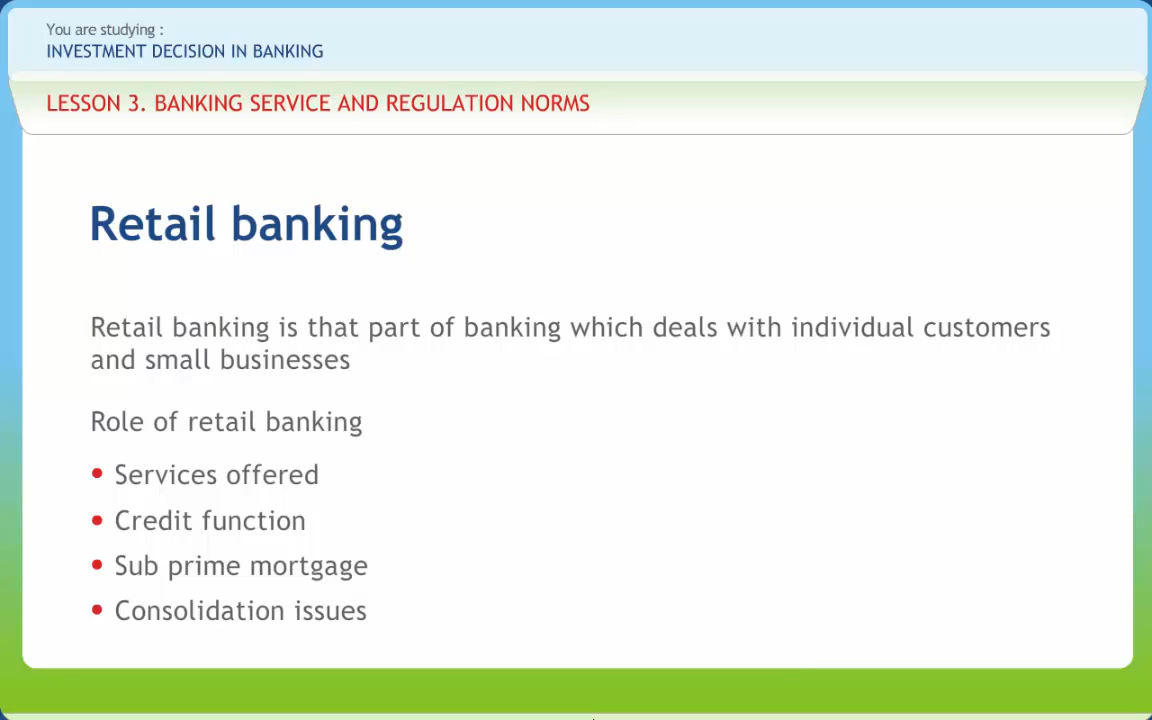 You are studying :
INVESTMENT DECISION IN BANKING
LESSON 3. BANKING SERVICE AND REGULATION NORMS
Retail banking
Retail banking is that part of banking which deals with individual customers
and small businesses
Role of retail banking
• Services offered
• Credit function
• Sub prime mortgage
• Consolidation issues